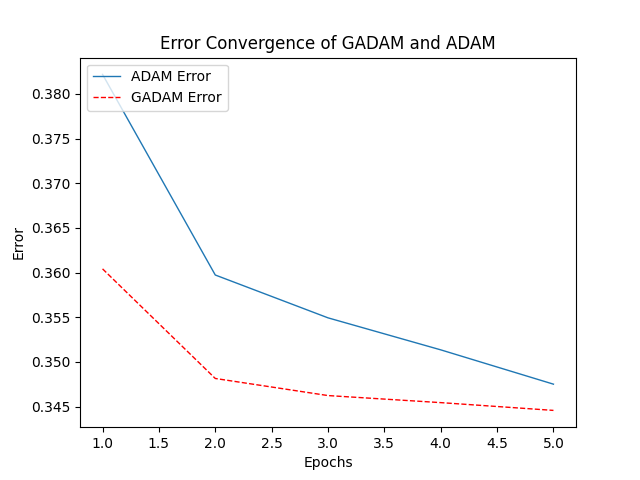 Error Convergence of GADAM and ADAM
ADAM Error
GADAM Error
0.380
0.375
0.370
0.365
0.360
0.355
0.350
0.345
Error
1.0 1.5 2.0 2.5 3.0 3.5 4.0 4.5 5.0
Epochs